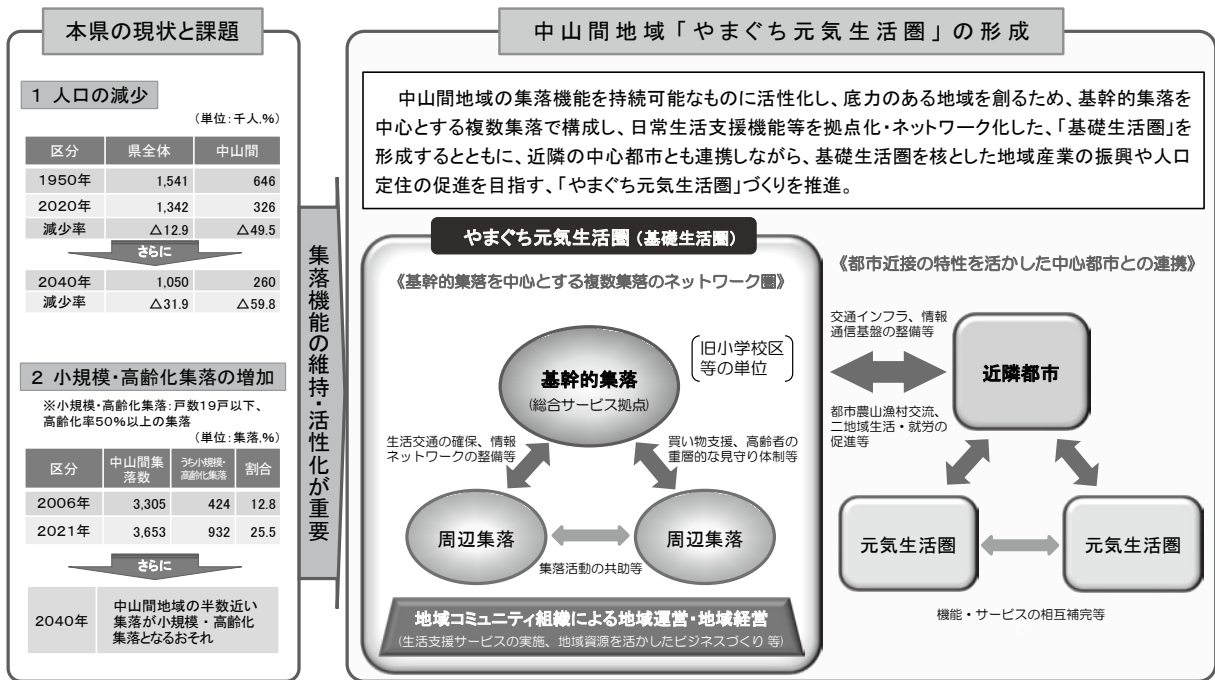 本県の現状と課題
1 人口の減少
(単位:千人,%)
区分 県全体 中山間
1950年 1,541 646
2020年 1,342 326
減少率 △12.9 △49.5
さらに
2040年 1,050 260
減少率 △31.9 △59.8
2 小規模・高齢化集落の増加
※小規模・高齢化集落:戸数19戸以下、
高齢化率50%以上の集落
(単位:集落,%)
区分 中山間集落数 うち小規模・高齢化集落 割合
2006年 3,305 424 12.8
2021年 3,653 932 25.5
さらに
2040年
中山間地域の半数近い
集落が小規模・高齢化
集落となるおそれ
集落機能の維持・活性化が重要
中山間地域「やまぐち元気生活圏」の形成
中山間地域の集落機能を持続可能なものに活性化し、底力のある地域を創るため、基幹的集落を
中心とする複数集落で構成し、日常生活支援機能等を拠点化・ネットワーク化した、「基礎生活圏」を
形成するとともに、近隣の中心都市とも連携しながら、基礎生活圏を核とした地域産業の振興や人口
定住の促進を目指す、「やまぐち元気生活圏」づくりを推進。
やまぐち元気生活圏(基礎生活圏)
《基幹的集落を中心とする複数集落のネットワーク圏》
基幹的集落
(総合サービス拠点)
旧小学校区
等の単位
生活交通の確保、情報
ネットワークの整備等
買い物支援、高齢者の
重層的な見守り体制等
周辺集落
周辺集落
集落活動の共助等
地域コミュニティ組織による地域運営・地域経営
(生活支援サービスの実施、地域資源を活かしたビジネスづくり 等)
《都市近接の特性を活かした中心都市との連携》
交通インフラ、情報
通信基盤の整備等
近隣都市
都市農山漁村交流、
二地域生活・就労の
促進等
元気生活圏
元気生活圏
機能・サービスの相互補完等